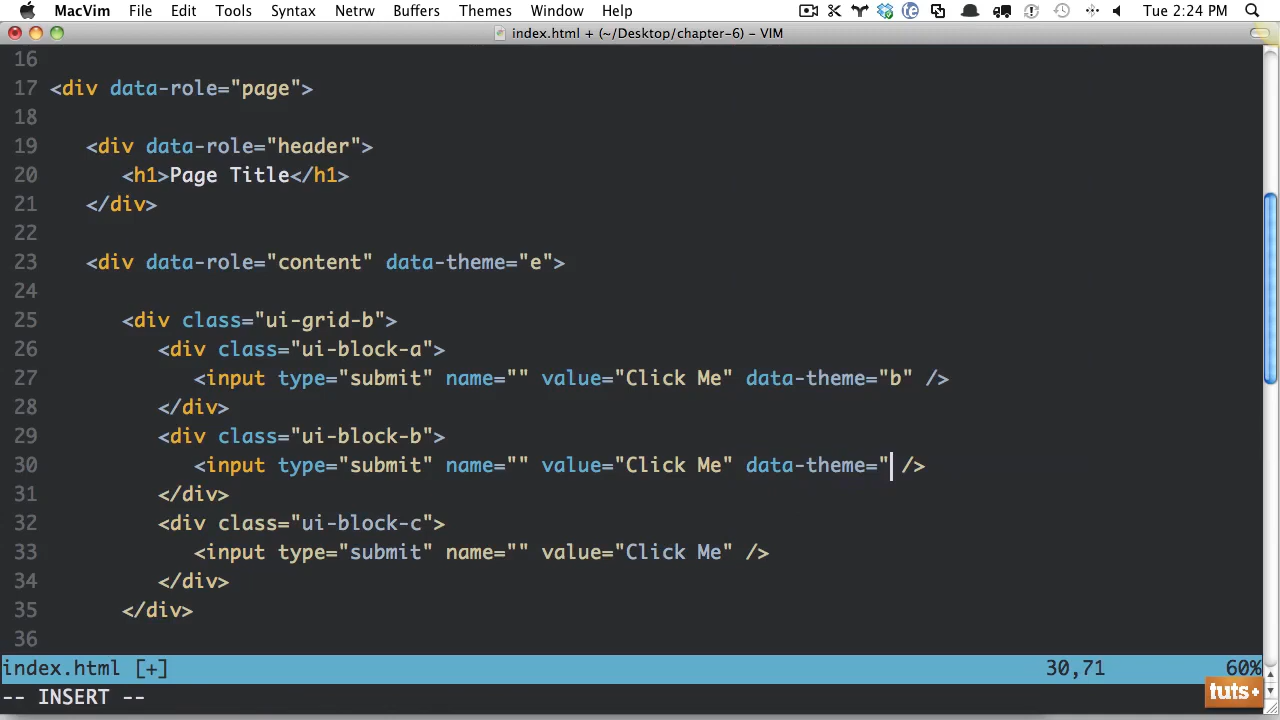 MacVim File Edit Tools Syntax Netrw Buffers Themes Window Help Tue 2:24 PM
index.html + (~/Desktop/chapter-6) – VIM
16
17 <div data-role="page">
18
19 <div data-role="header">
20 <h1>Page Title</h1>
21 </div>
22
23 <div data-role="content" data-theme="e">
24
25 <div class="ui-grid-b">
26 <div class="ui-block-a">
27 <input type="submit" name="" value="Click Me" data-theme="b" />
28 </div>
29 <div class="ui-block-b">
30 <input type="submit" name="" value="Click Me" data-theme=" />
31 </div>
32 <div class="ui-block-c">
33 <input type="submit" name="" value="Click Me" />
34 </div>
35 </div>
36
index.html [+] 30,71 60%
-- INSERT --
tuts+